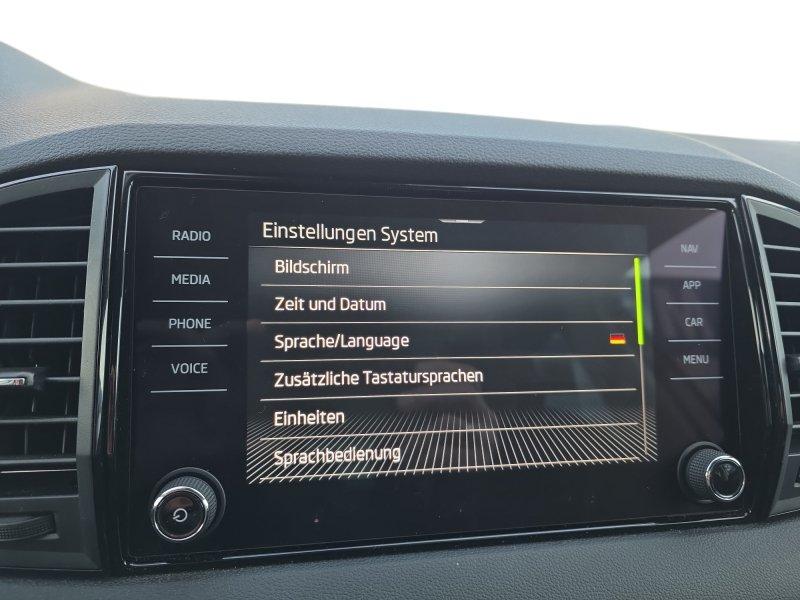 Einstellungen System
RADIO
MEDIA
PHONE
VOICE
Bildschirm
Zeit und Datum
Sprache/Language
Zusätzliche Tastatursprachen
Einheiten
Sprachbedienung
NAV
APP
CAR
MENU